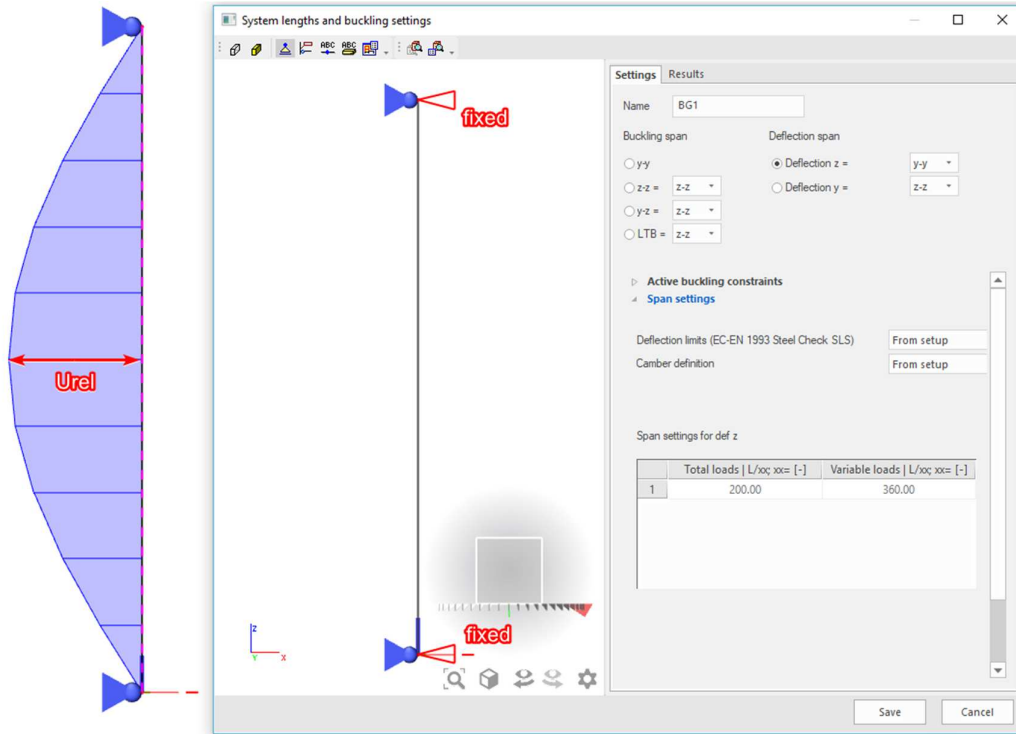 System lengths and buckling settings
ABC ABC
Settings Results
Name BG1
Buckling span Deflection span
y-y Deflection z = y-y
z-z = z-z Deflection y = z-z
y-z = z-z
LTB = z-z
Active buckling constraints
Span settings
Deflection limits (EC-EN 1993 Steel Check SLS) From setup
Camber definition From setup
Span settings for def z
Total loads | L/xx; xx= [-] Variable loads | L/xx; xx= [-]
1 200.00 360.00
fixed
Urel
fixed
Z
Y X
Save Cancel